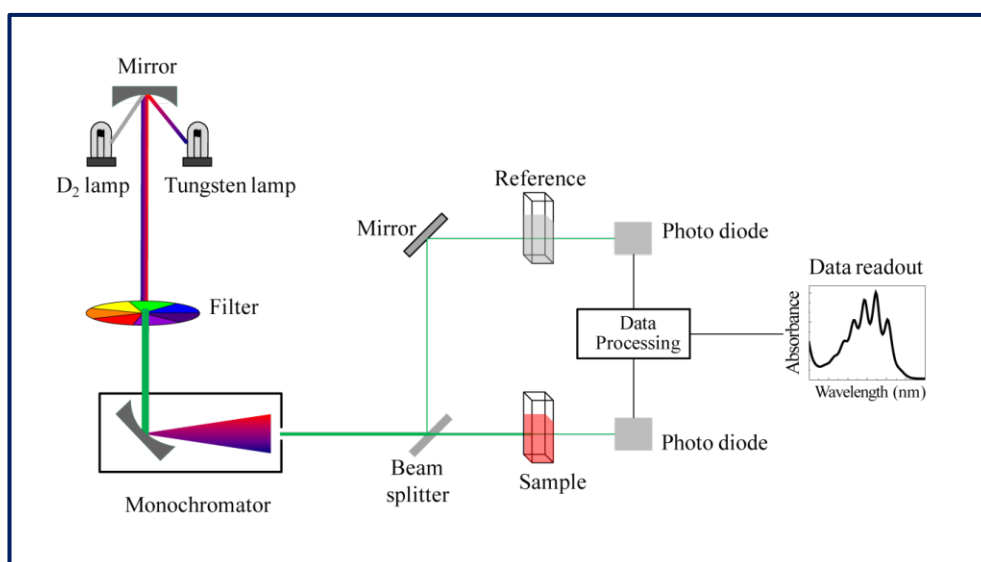 Mirror
D₂ lamp
Tungsten lamp
Filter
Monochromator
Mirror
Beam
splitter
Reference
Sample
Photo diode
Data
Processing
Photo diode
Data readout
Absorbance
Wavelength (nm)